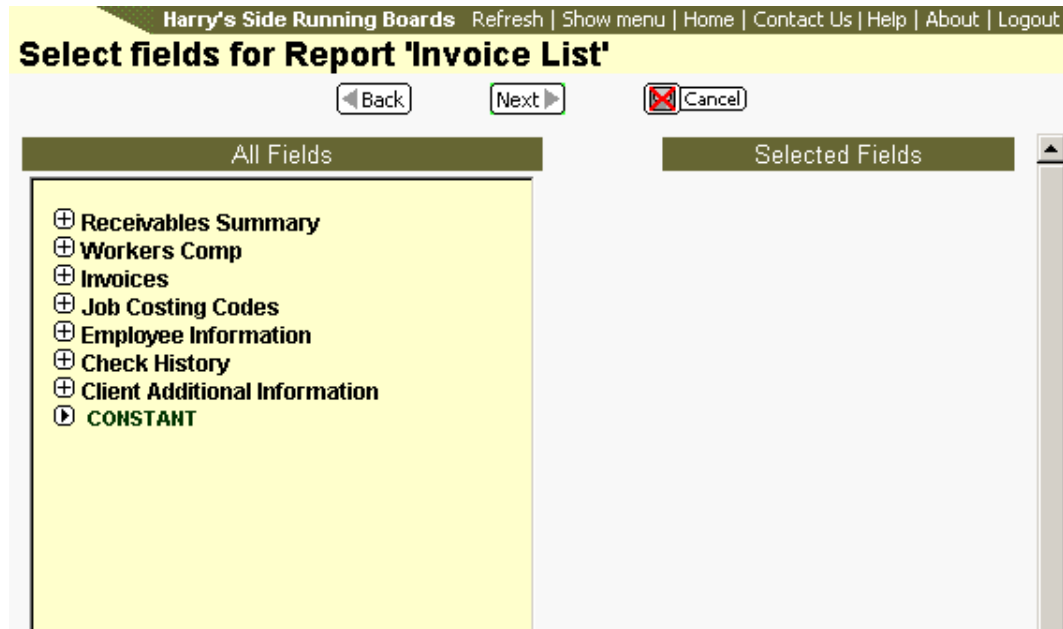 Harry's Side Running Boards Refresh | Show menu | Home | Contact Us | Help | About | Logout
Select fields for Report 'Invoice List'
Back Next Cancel
All Fields Selected Fields
Receivables Summary
Workers Comp
Invoices
Job Costing Codes
Employee Information
Check History
Client Additional Information
CONSTANT